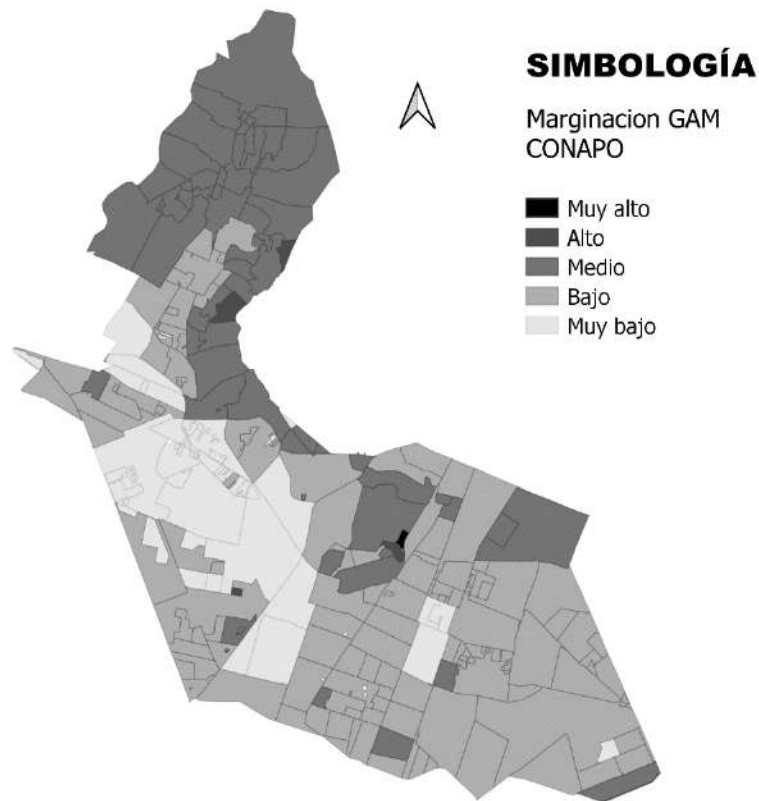 SIMBOLOGÍA
Marginacion GAM
CONAPO
Muy alto
Alto
Medio
Bajo
Muy bajo